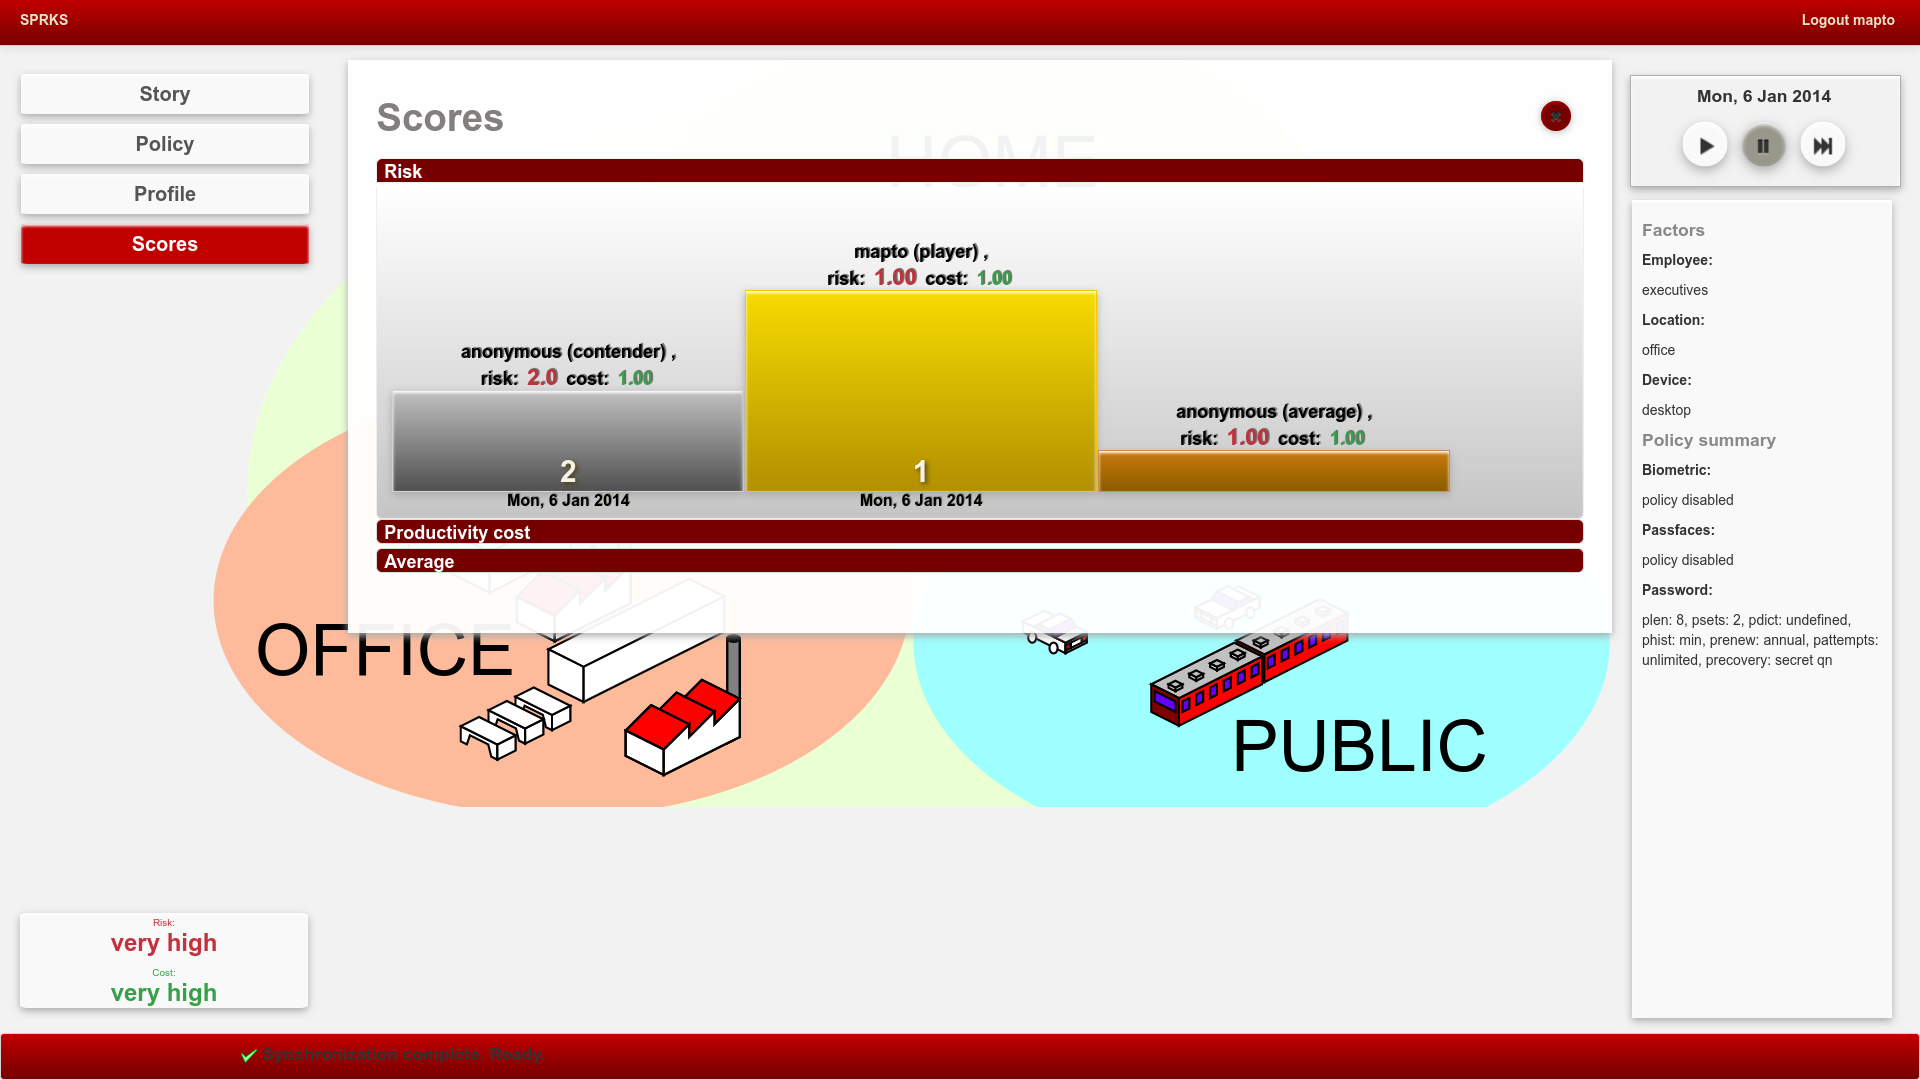 SPRKS
Logout mapto
Story
Policy
Profile
Scores
Scores
HOME
Risk
mapto (player) ,
risk: 1.00 cost: 1.00
anonymous (contender) ,
risk: 2.0 cost: 1.00
anonymous (average) ,
risk: 1.00 cost: 1.00
2
1
Mon, 6 Jan 2014
Mon, 6 Jan 2014
Productivity cost
Average
OFFICE
PUBLIC
Mon, 6 Jan 2014
Factors
Employee:
executives
Location:
office
Device:
desktop
Policy summary
Biometric:
policy disabled
Passfaces:
policy disabled
Password:
plen: 8, psets: 2, pdict: undefined,
phist: min, prenew: annual, pattempts:
unlimited, precovery: secret qn
Risk:
very high
Cost:
very high
Synchronization complete. Ready.